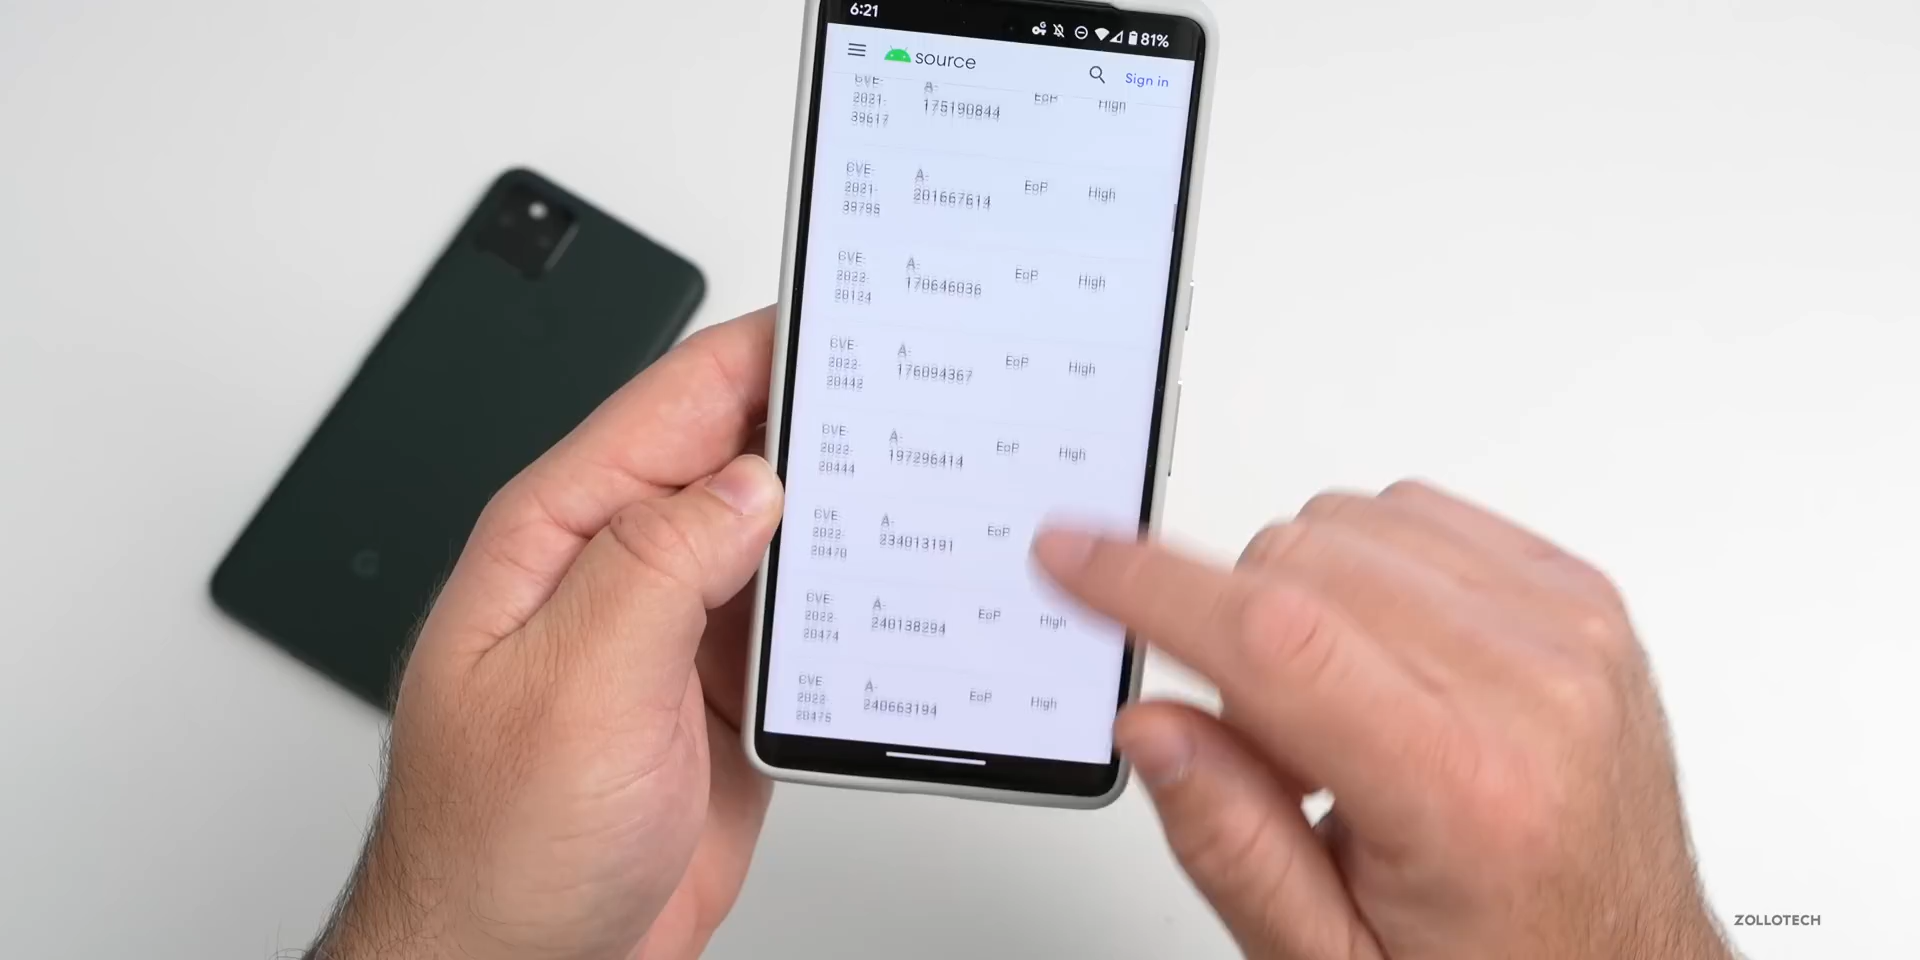 6:21
81%
source
Sign in
CVE-
2021-
39617
A-
175190844
EoP
High
CVE-
2021-
39795
A-
201667614
EoP
High
CVE-
2022-
20124
A-
170646036
EoP
High
CVE-
2022-
20442
A-
176094367
EoP
High
CVE-
2022-
20444
A-
197296414
EoP
High
CVE-
2022-
20470
A-
234013191
EoP
CVE-
2022-
20474
A-
240138294
EoP
High
CVE
2022-
20475
A-
240663194
EoP
High
ZOLLOTECH